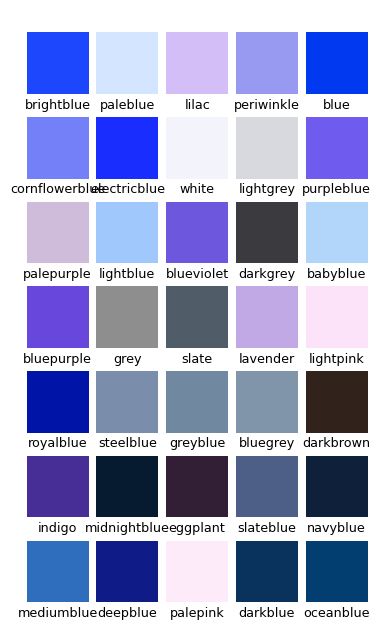 brightblue paleblue lilac periwinkle blue
cornflowerblue electricblue white lightgrey purpleblue
palepurple lightblue blueviolet darkgrey babyblue
bluepurple grey slate lavender lightpink
royalblue steelblue greyblue bluegrey darkbrown
indigo midnightblue eggplant slateblue navyblue
mediumblue deepblue palepink darkblue oceanblue